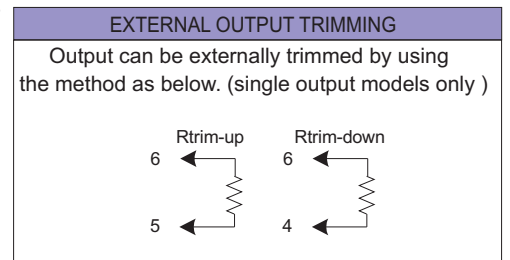 EXTERNAL OUTPUT TRIMMING
Output can be externally trimmed by using
the method as below. (single output models only )
Rtrim-up Rtrim-down
6 6
5 4